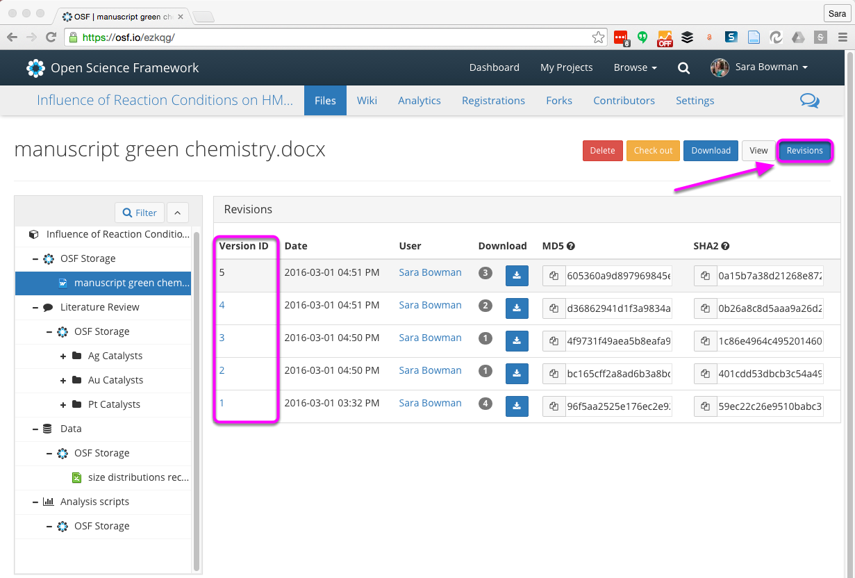 OSF | manuscript green ch
Sara
https://osf.io/ezkqg/
6
OFF
S
S
Open Science Framework
Dashboard My Projects Browse Sara Bowman
Influence of Reaction Conditions on HM... Files Wiki Analytics Registrations Forks Contributors Settings
manuscript green chemistry.docx
Delete Check out Download View Revisions
Filter
Revisions
Influence of Reaction Conditio...
OSF Storage
manuscript green chem...
Literature Review
OSF Storage
Ag Catalysts
Au Catalysts
Pt Catalysts
Data
OSF Storage
size distributions rec...
Analysis scripts
OSF Storage
Version ID Date User Download MD5 SHA2
5 2016-03-01 04:51 PM Sara Bowman 3 605360a9d897969845e 0a15b7a38d21268e872
4 2016-03-01 04:51 PM Sara Bowman 2 d36862941d1f3a9834a 0b26a8c8d5aaa9a26d2
3 2016-03-01 04:50 PM Sara Bowman 1 4f9731f49aea5b8eafa9 1c86e4964c495201460
2 2016-03-01 04:50 PM Sara Bowman 1 bc165cff2a8ad6b3a8bc 401cdd53dbcb3c54a49
1 2016-03-01 03:32 PM Sara Bowman 4 96f5aa2525e176ec2e9 59ec22c26e9510babc3